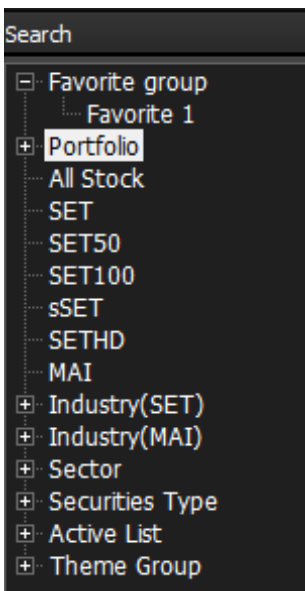 Search
Favorite group
Favorite 1
Portfolio
All Stock
SET
SET50
SET100
sSET
SETHD
MAI
Industry(SET)
Industry(MAI)
Sector
Securities Type
Active List
Theme Group